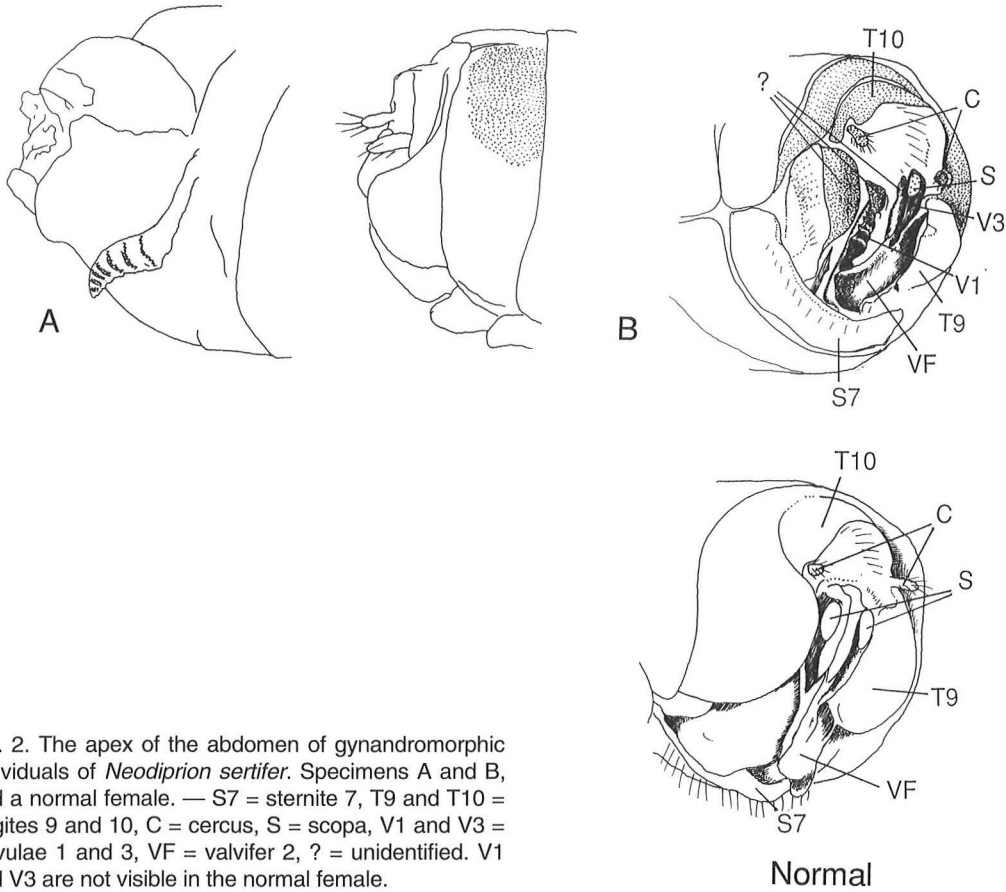 T10
?
C
S
V3
V1
T9
VF
S7
A
B
T10
C
S
T9
VF
S7
Normal
. 2. The apex of the abdomen of gynandromorphic
ividuals of Neodiprion sertifer. Specimens A and B,
d a normal female. — S7 = sternite 7, T9 and T10 =
gites 9 and 10, C = cercus, S = scopa, V1 and V3 =
vulae 1 and 3, VF = valvifer 2, ? = unidentified. V1
d V3 are not visible in the normal female.